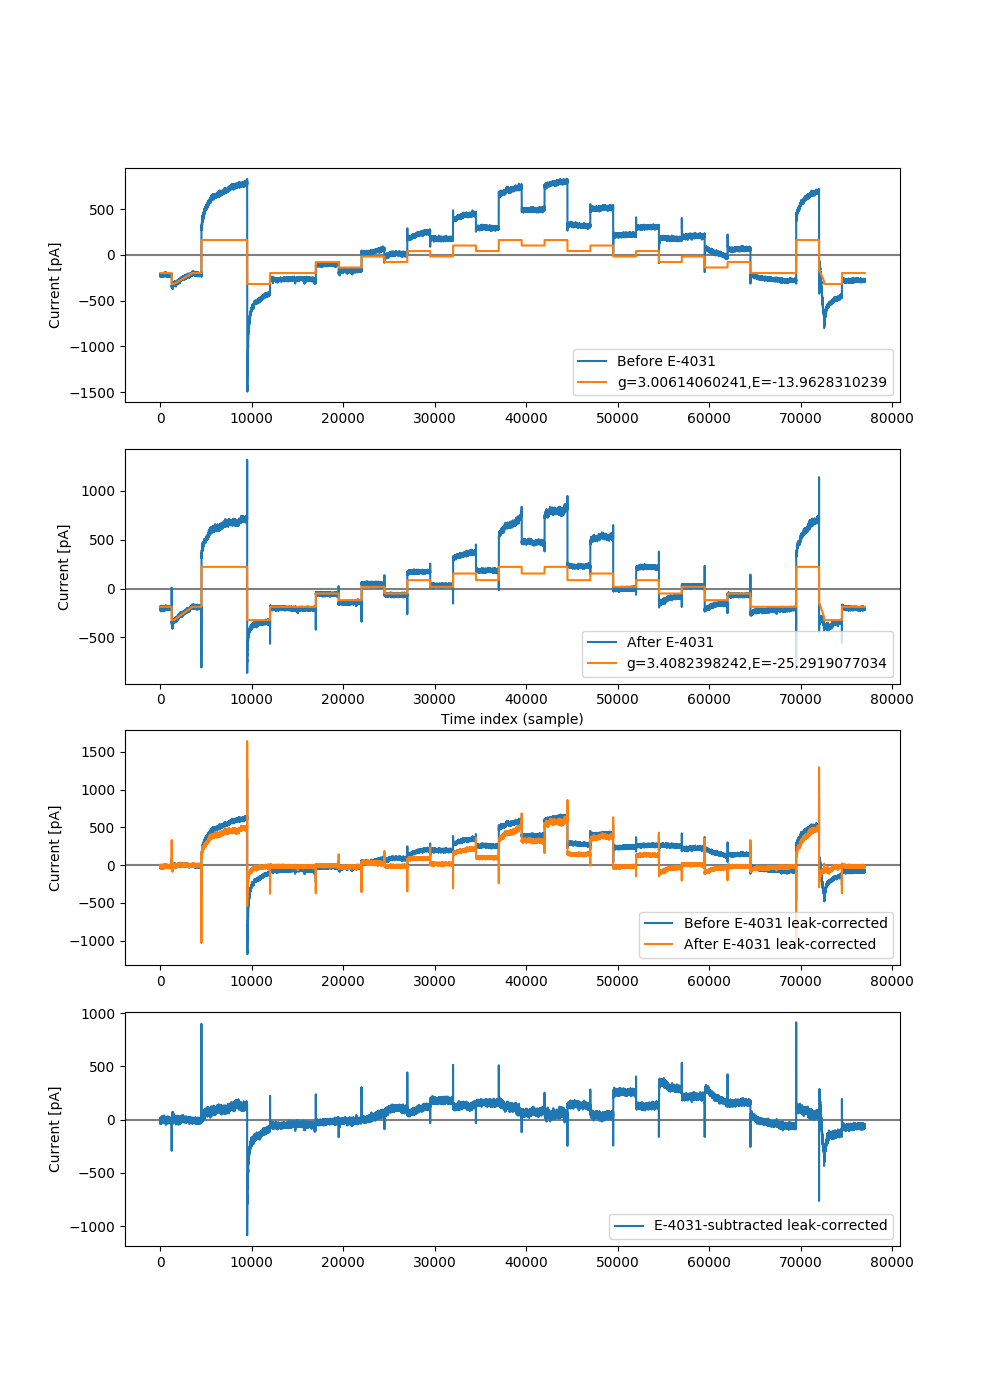 Current [pA]
500
0
−500
−1000
−1500
Before E-4031
g=3.00614060241,E=-13.9628310239
0 10000 20000 30000 40000 50000 60000 70000 80000
Current [pA]
1000
500
0
−500
After E-4031
g=3.4082398242,E=-25.2919077034
0 10000 20000 30000 40000 50000 60000 70000 80000
Time index (sample)
Current [pA]
1500
1000
500
0
−500
−1000
Before E-4031 leak-corrected
After E-4031 leak-corrected
0 10000 20000 30000 40000 50000 60000 70000 80000
Current [pA]
1000
500
0
−500
−1000
E-4031-subtracted leak-corrected
0 10000 20000 30000 40000 50000 60000 70000 80000